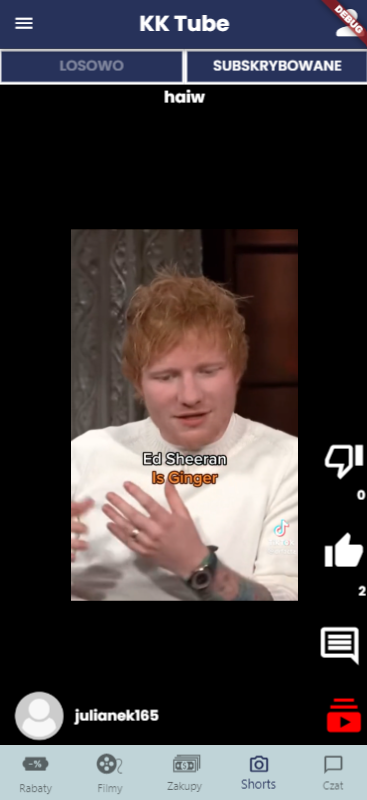 KK Tube
DEBUG
LOSOWO
SUBSKRYBOWANE
haiw
Ed Sheeran
Is Ginger
0
2
julianek165
-%
Rabaty
Filmy
Zakupy
Shorts
Czat